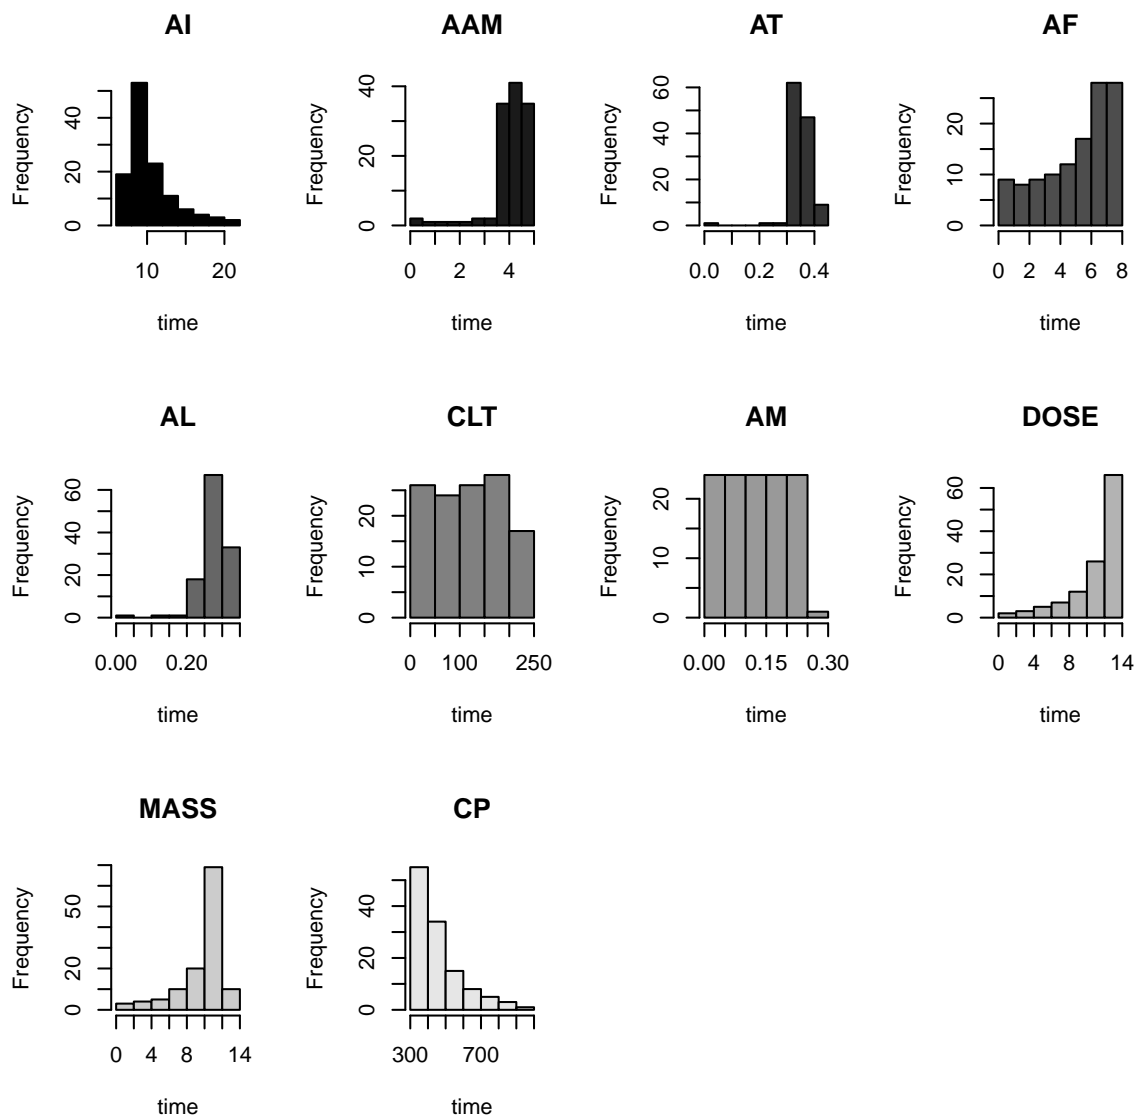 AI AAM AT AF
Frequency Frequency Frequency Frequency
40 40 60 20
20 20 40 10
0 0 20 0
0
10 20 0 2 4 0.0 0.2 0.4 0 2 4 6 8
time time time time
AL CLT AM DOSE
Frequency Frequency Frequency Frequency
60 20 20 60
40 10 10 40
20 0 0 20
0 0
0.00 0.20 0 100 250 0.00 0.15 0.30 0 4 8 14
time time time time
MASS CP
Frequency Frequency
50 40
20 20
0 0
0 4 8 14 300 700
time time